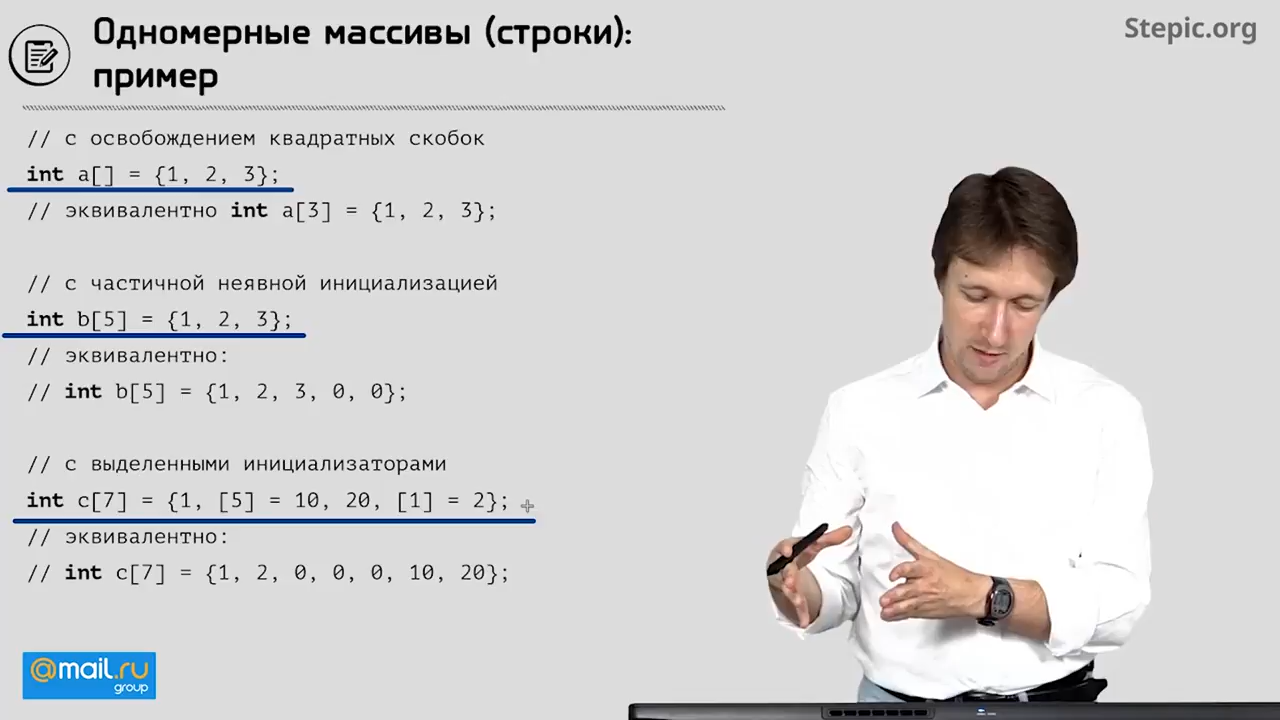 Одномерные массивы (строки):
пример
Stepic.org
// с освобождением квадратных скобок
int a[] = {1, 2, 3};
// эквивалентно int a[3] = {1, 2, 3};
// с частичной неявной инициализацией
int b[5] = {1, 2, 3};
// эквивалентно:
// int b[5] = {1, 2, 3, 0, 0};
// с выделенными инициализаторами
int c[7] = {1, [5] = 10, 20, [1] = 2};
// эквивалентно:
// int c[7] = {1, 2, 0, 0, 0, 10, 20};
@mail.ru
group